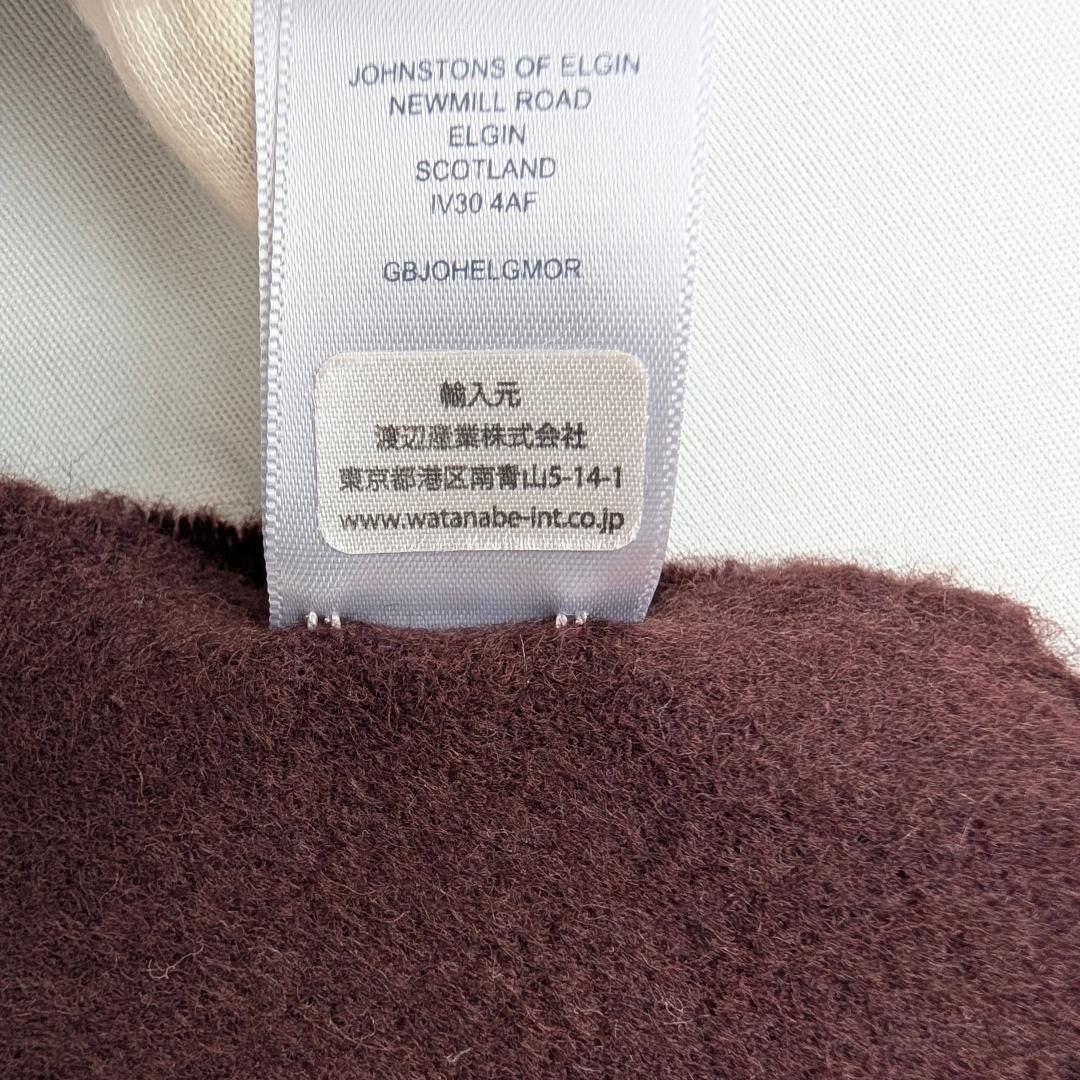 JOHNSTONS OF ELGIN
NEWMILL ROAD
ELGIN
SCOTLAND
IV30 4AF
GBJOHELGMOR
輸入元
渡辺産業株式会社
東京都港区南青山5-14-1
www.watanabe-int.co.jp